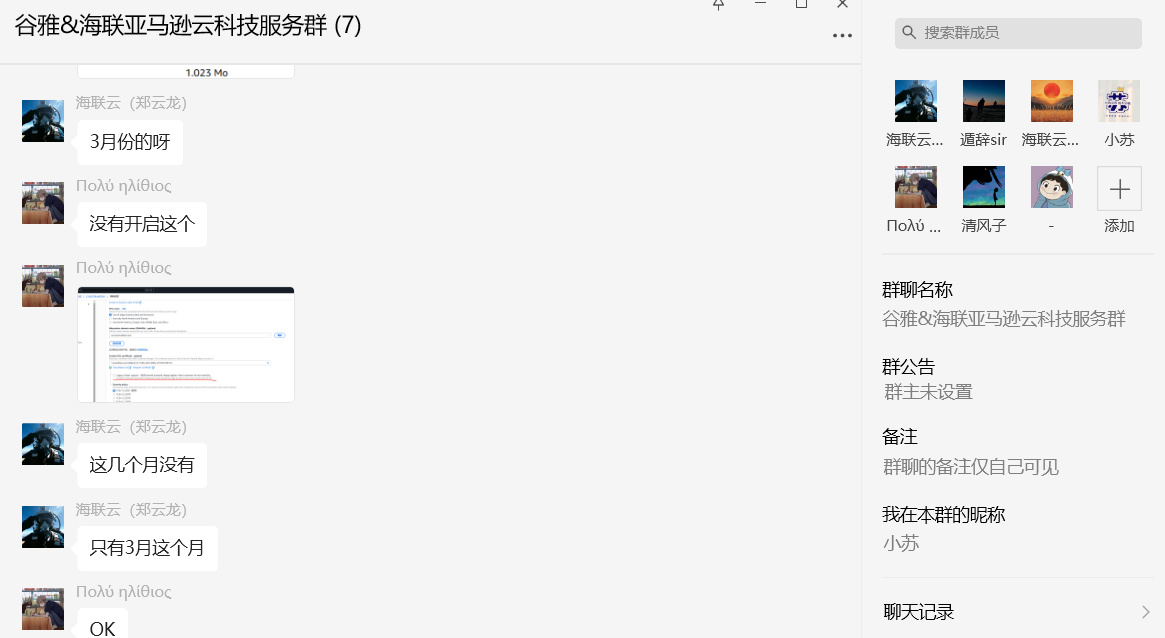 谷雅&海联亚马逊云科技服务群 (7)
1.023 Mo
海联云（郑云龙）
3月份的呀
Πολύ ηλίθιος
没有开启这个
Πολύ ηλίθιος
海联云（郑云龙）
这几个月没有
海联云（郑云龙）
只有3月这个月
Πολύ ηλίθιος
OK
搜索群成员
海联云... 遁辞sir 海联云... 小苏
Πολύ ... 清风子 - 添加
群聊名称
谷雅&海联亚马逊云科技服务群
群公告
群主未设置
备注
群聊的备注仅自己可见
我在本群的昵称
小苏
聊天记录